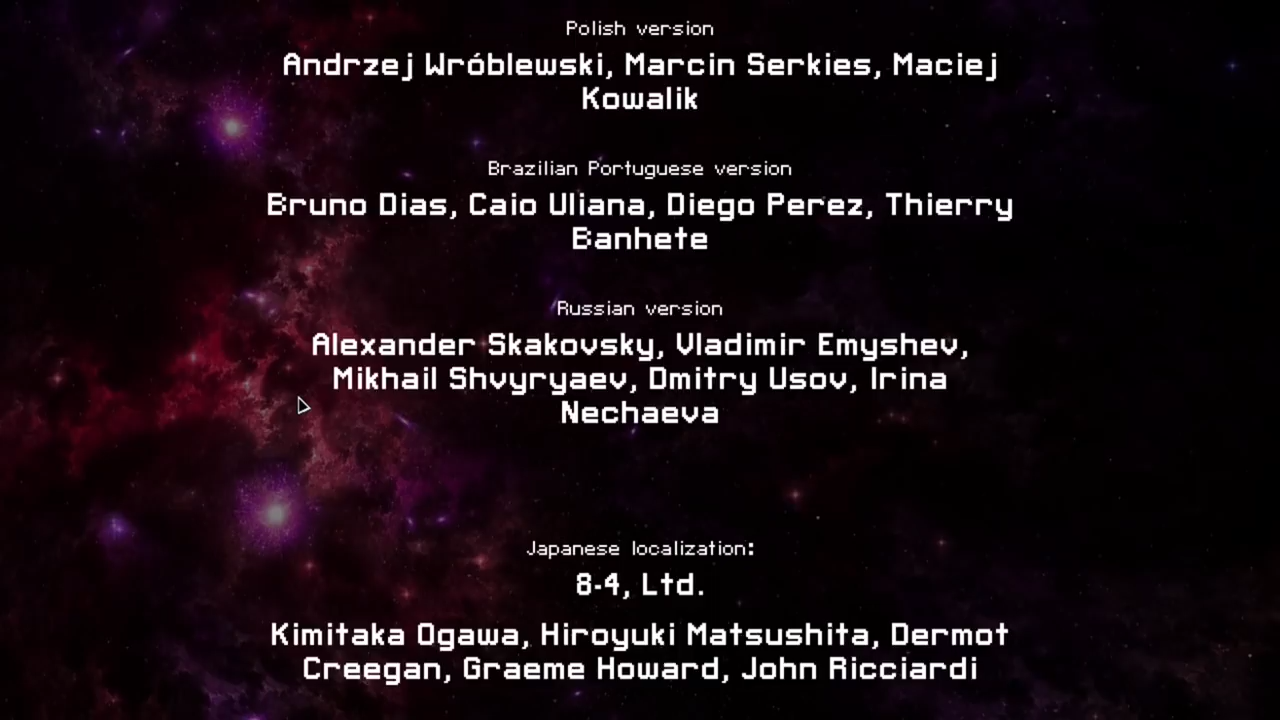 Polish version
Andrzej Wróblewski, Marcin Serkies, Maciej
Kowalik
Brazilian Portuguese version
Bruno Dias, Caio Uliana, Diego Perez, Thierry
Banhete
Russian version
Alexander Skakovsky, Vladimir Emyshev,
Mikhail Shvyryaev, Dmitry Usov, Irina
Nechaeva
Japanese localization:
8-4, Ltd.
Kimitaka Ogawa, Hiroyuki Matsushita, Dermot
Creegan, Graeme Howard, John Ricciardi